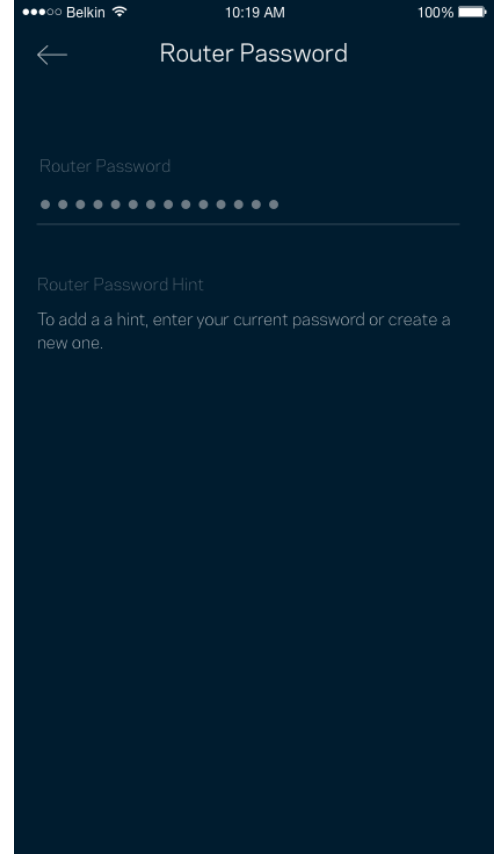 ●●●○○ Belkin 10:19 AM 100%
Router Password
Router Password
●●●●●●●●●●●●●●
Router Password Hint
To add a a hint, enter your current password or create a
new one.